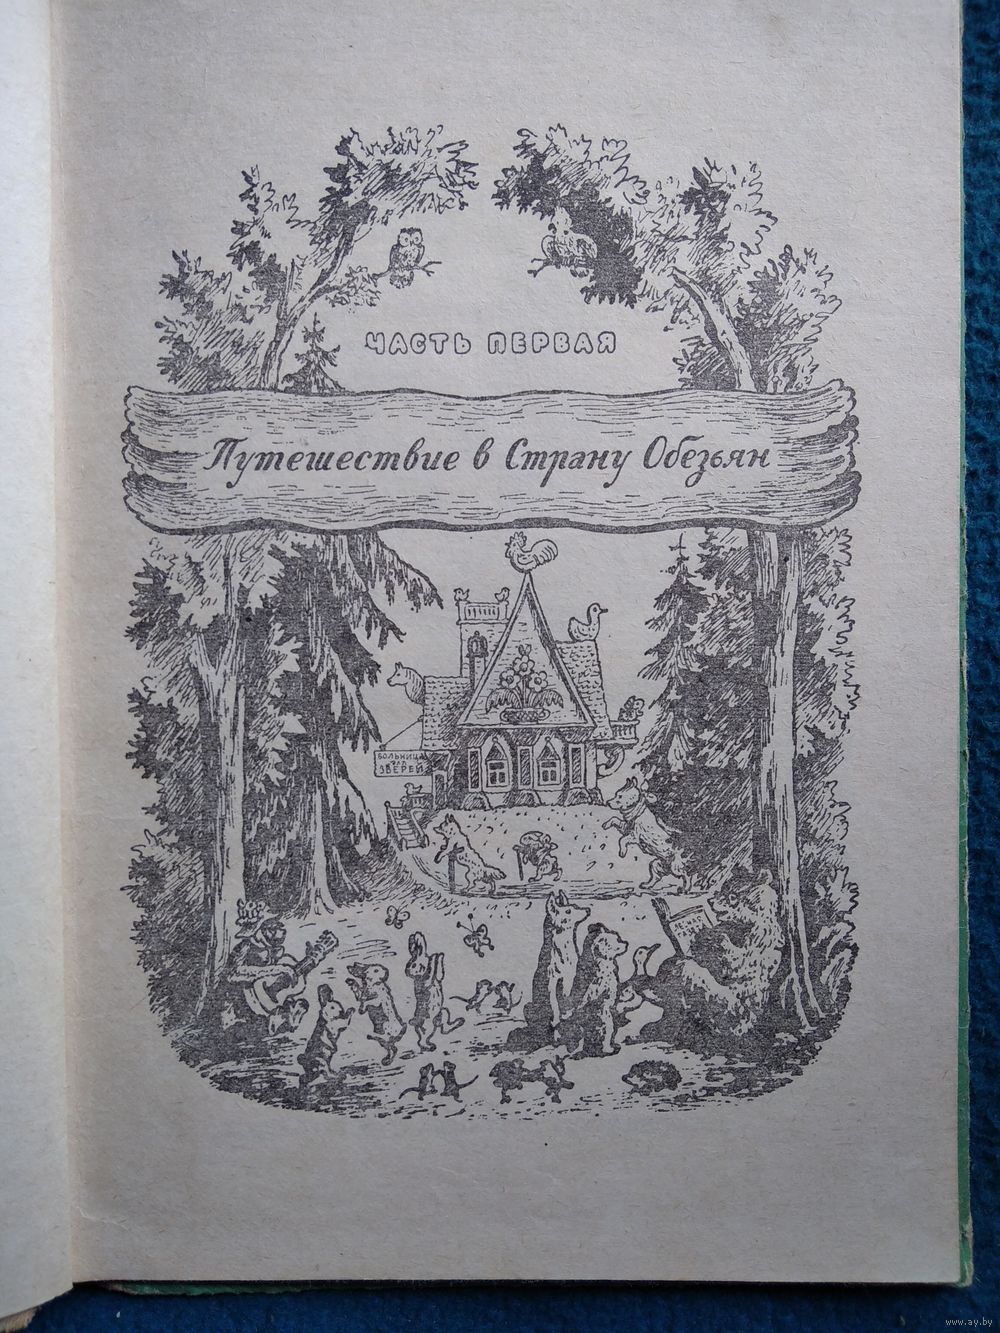 ЧАСТЬ ПЕРВАЯ
Путешествие в Страну Обезьян
БОЛЬНИЦА
ДЛЯ
ЗВЕРЕЙ
www.ay.by